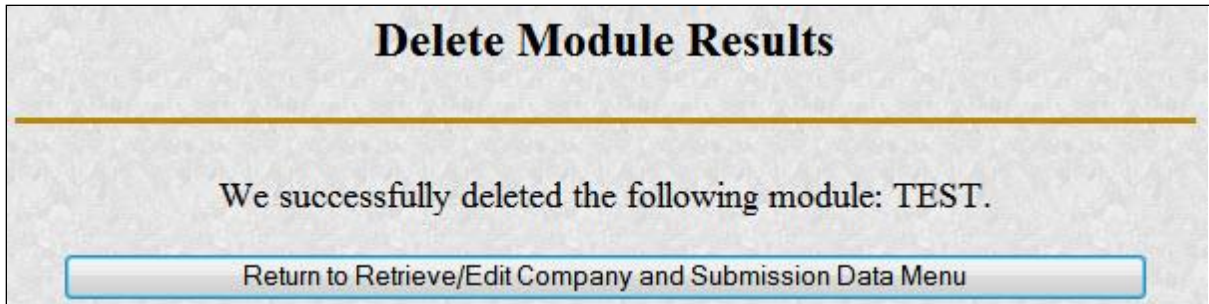 Delete Module Results
We successfully deleted the following module: TEST.
Return to Retrieve/Edit Company and Submission Data Menu